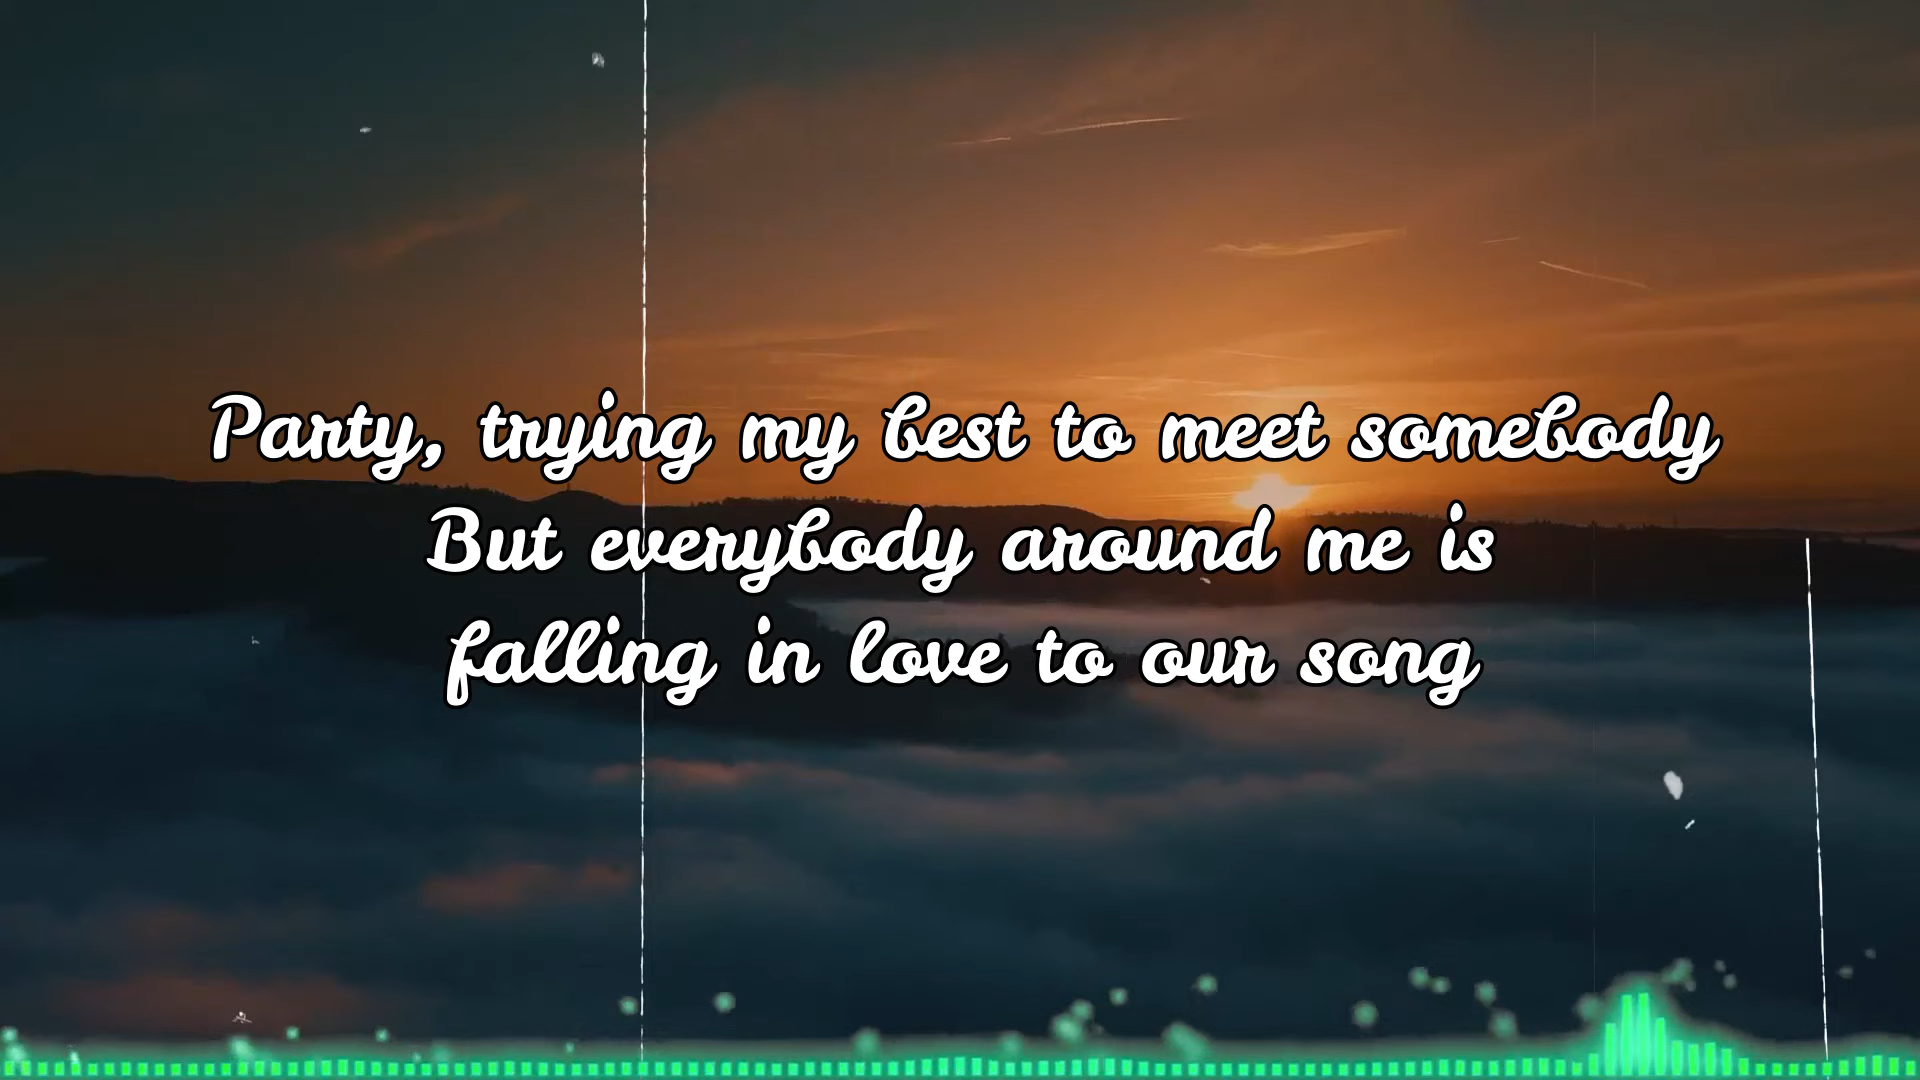 Party, trying my best to meet somebody
But everybody around me is
falling in love to our song